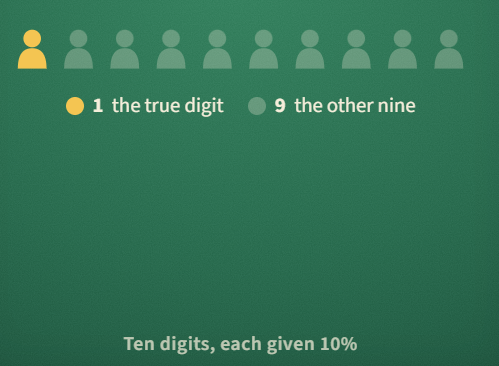 1 the true digit 9 the other nine
Ten digits, each given 10%